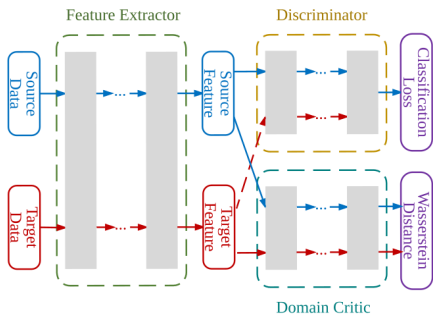 Feature Extractor
Discriminator
Source
Data
...
Source
Feature
...
...
Classification
Loss
Target
Data
...
Target
Feature
...
...
Wasserstein
Distance
Domain Critic